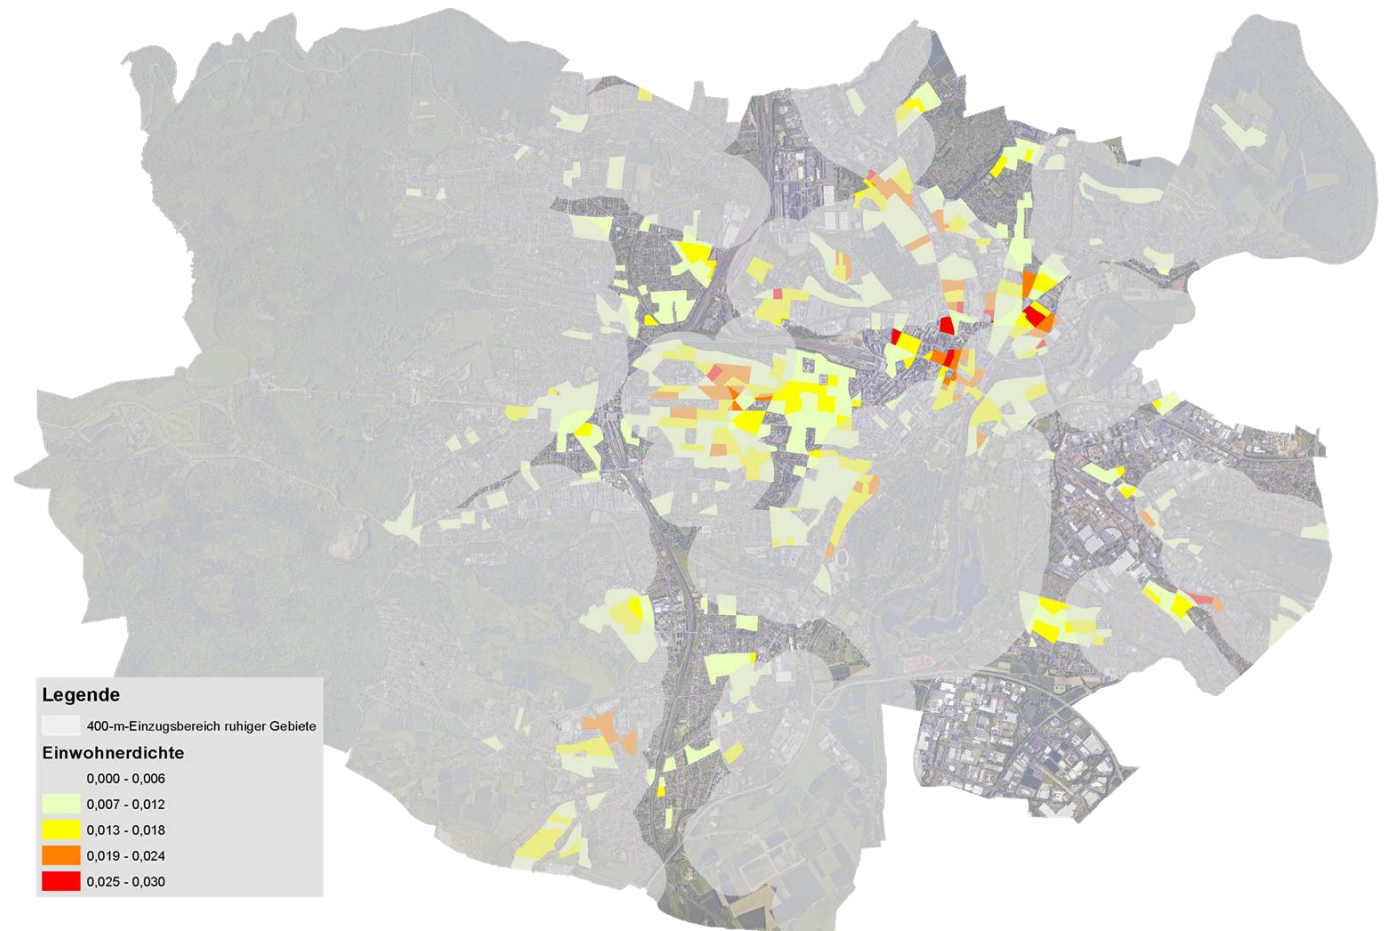 Legende
400-m-Einzugsbereich ruhiger Gebiete
Einwohnerdichte
0,000 - 0,006
0,007 - 0,012
0,013 - 0,018
0,019 - 0,024
0,025 - 0,030